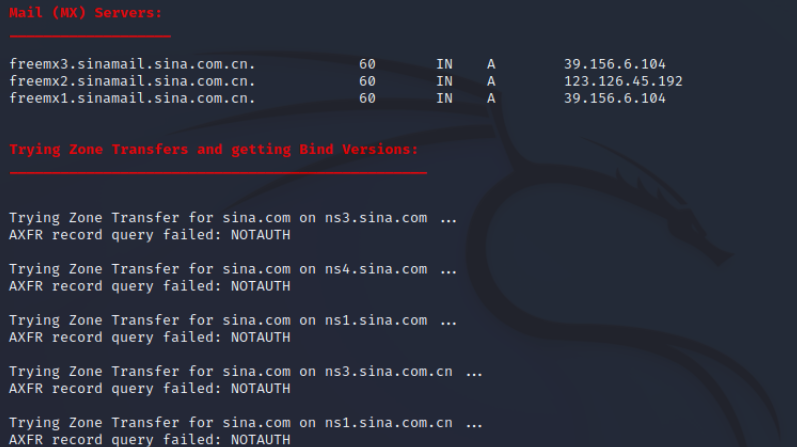 Mail (MX) Servers:
freemx3.sinamail.sina.com.cn. 60 IN A 39.156.6.104
freemx2.sinamail.sina.com.cn. 60 IN A 123.126.45.192
freemx1.sinamail.sina.com.cn. 60 IN A 39.156.6.104
Trying Zone Transfers and getting Bind Versions:
Trying Zone Transfer for sina.com on ns3.sina.com ...
AXFR record query failed: NOTAUTH
Trying Zone Transfer for sina.com on ns4.sina.com ...
AXFR record query failed: NOTAUTH
Trying Zone Transfer for sina.com on ns1.sina.com ...
AXFR record query failed: NOTAUTH
Trying Zone Transfer for sina.com on ns3.sina.com.cn ...
AXFR record query failed: NOTAUTH
Trying Zone Transfer for sina.com on ns1.sina.com.cn ...
AXFR record query failed: NOTAUTH